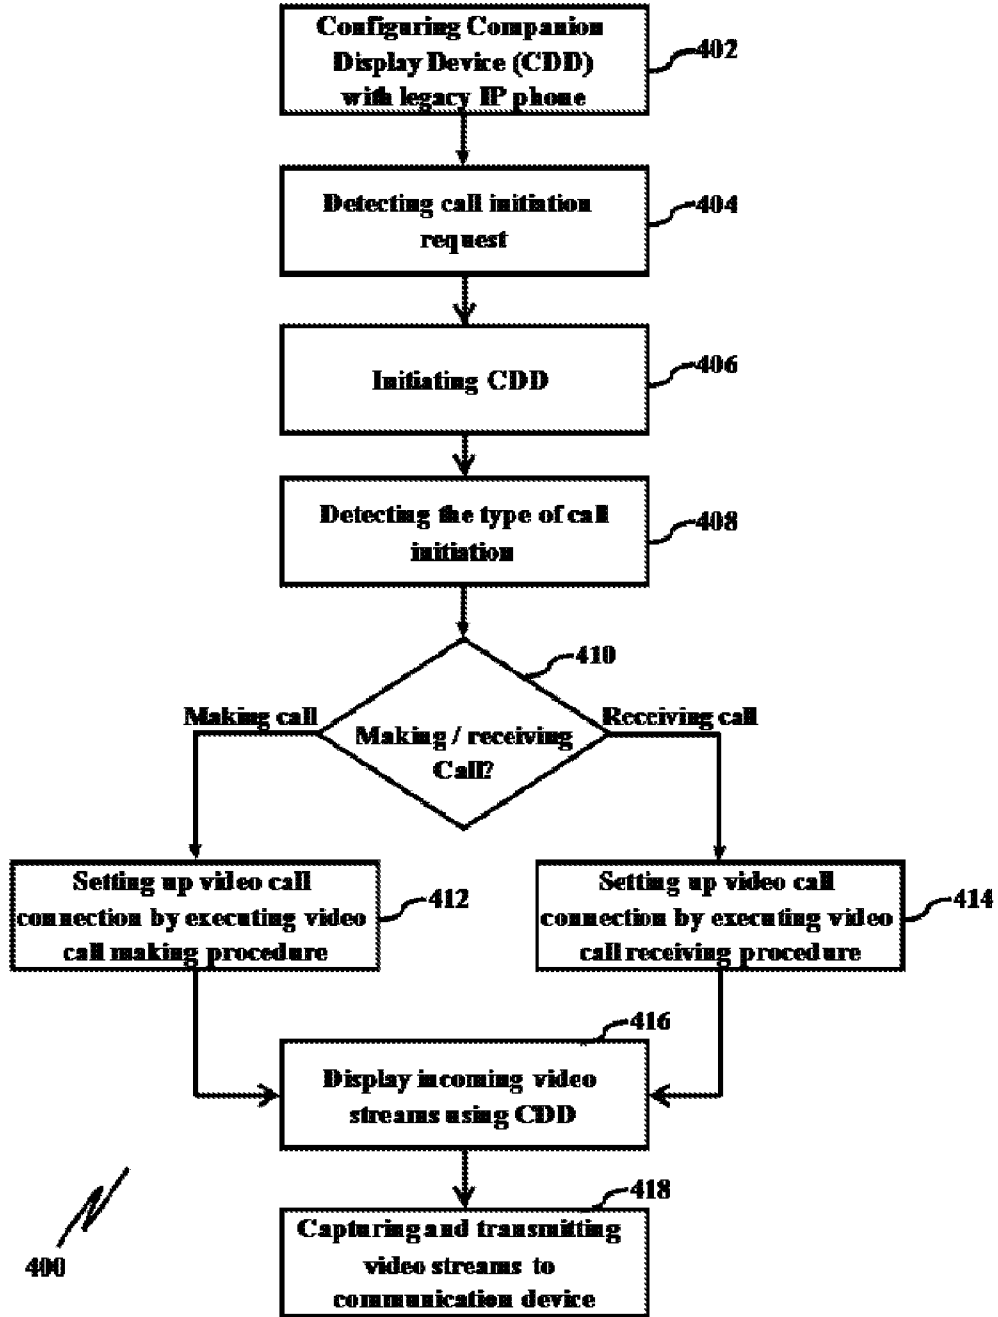 Configuring Companion
Display Device (CDD)
with legacy IP phone
402
Detecting call initiation
request
404
Initiating CDD
406
Detecting the type of call
initiation
408
410
Making call
Receiving call
Making / receiving
Call?
Setting up video call
connection by executing video
call making procedure
412
Setting up video call
connection by executing video
call receiving procedure
414
416
Display incoming video
streams using CDD
418
Capturing and transmitting
video streams to
communication device
400